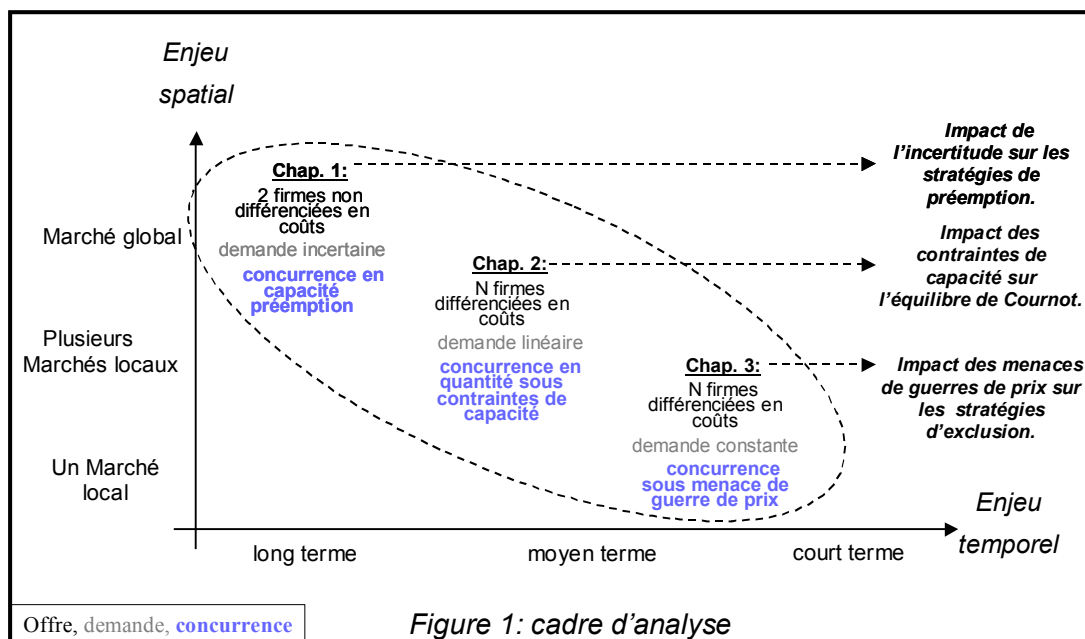 Enjeu
spatial
Marché global
Plusieurs
Marchés locaux
Un Marché
local
Chap. 1:
2 firmes non
différenciées en
coûts
demande incertaine
concurrence en
capacité
préemption
Chap. 2:
N firmes
différenciées en
coûts
demande linéaire
concurrence en
quantité sous
contraintes de
capacité
Chap. 3:
N firmes
différenciées en
coûts
demande constante
concurrence
sous menace de
guerre de prix
Impact de
l'incertitude sur les
stratégies de
préemption.
Impact des
contraintes de
capacité sur
l'équilibre de Cournot.
Impact des menaces
de guerres de prix sur
les stratégies
d'exclusion.
long terme
moyen terme
court terme
Enjeu
temporel
Offre, demande, concurrence
Figure 1: cadre d'analyse